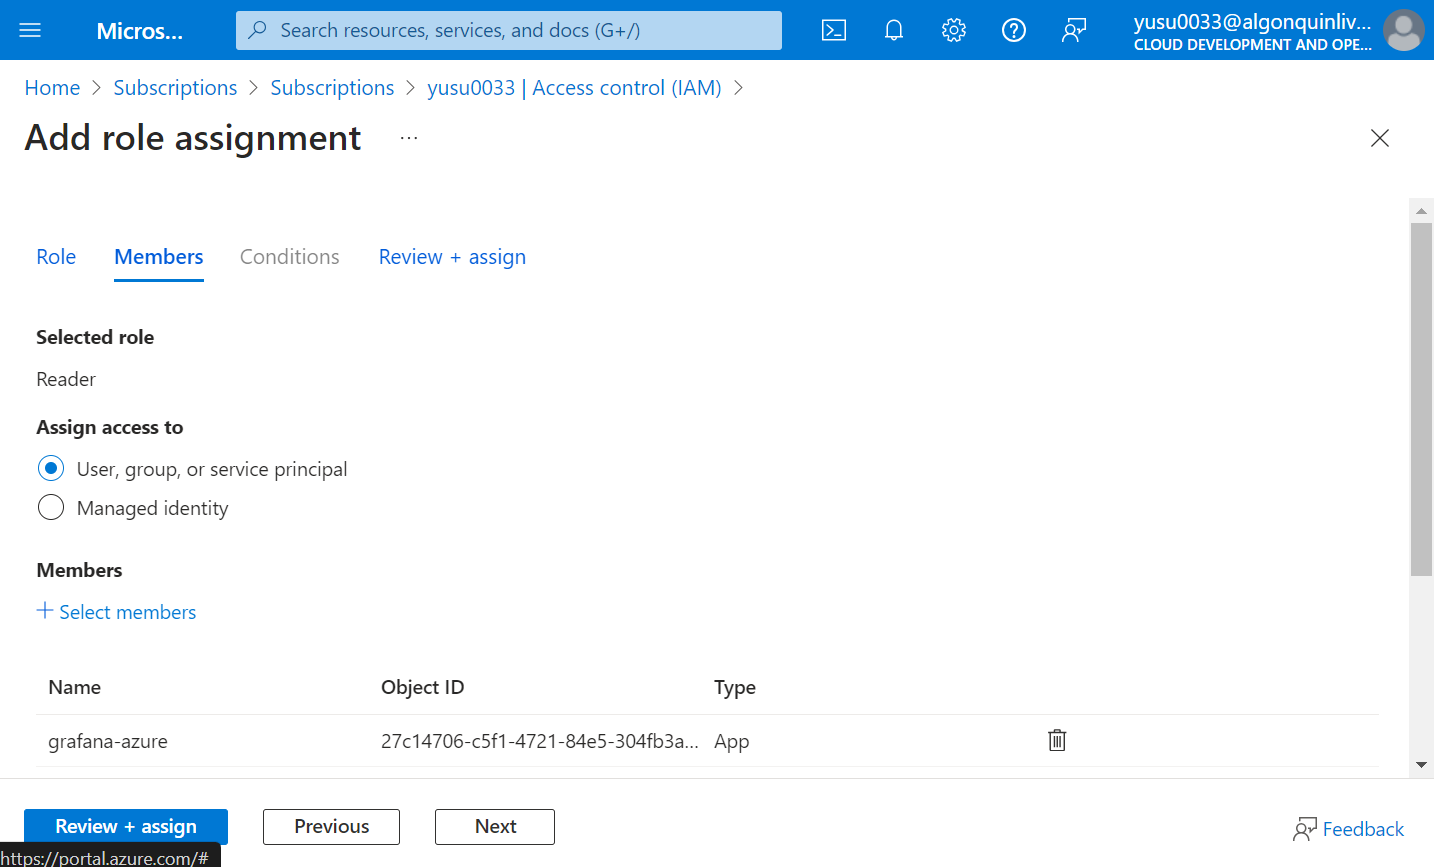 Micros...
Search resources, services, and docs (G+/)
yusu0033@algonquinliv...
CLOUD DEVELOPMENT AND OPE...
Home > Subscriptions > Subscriptions > yusu0033 | Access control (IAM) >
Add role assignment ...
Role Members Conditions Review + assign
Selected role
Reader
Assign access to
User, group, or service principal
Managed identity
Members
+ Select members
Name Object ID Type
grafana-azure 27c14706-c5f1-4721-84e5-304fb3a... App
Review + assign Previous Next Feedback
https://portal.azure.com/#